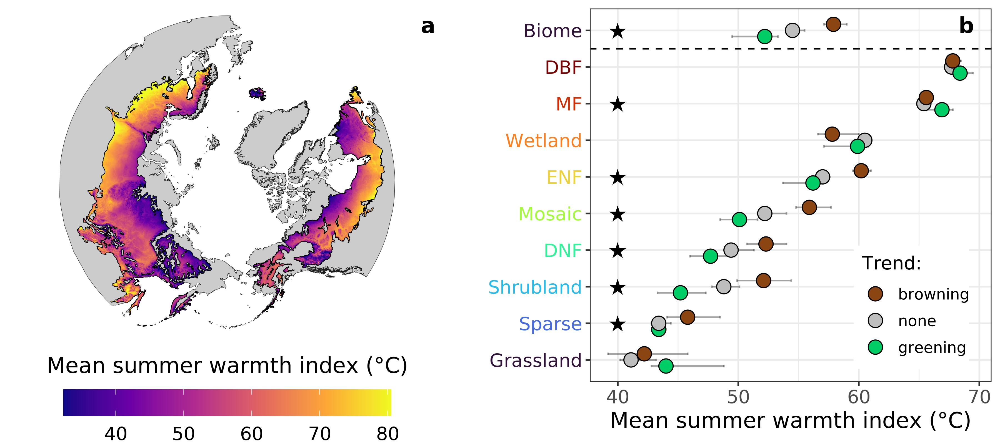 a
Mean summer warmth index (°C)
40 50 60 70 80
b
Biome
DBF
MF
Wetland
ENF
Mosaic
DNF
Shrubland
Sparse
Grassland
Trend:
browning
none
greening
40 50 60 70
Mean summer warmth index (°C)